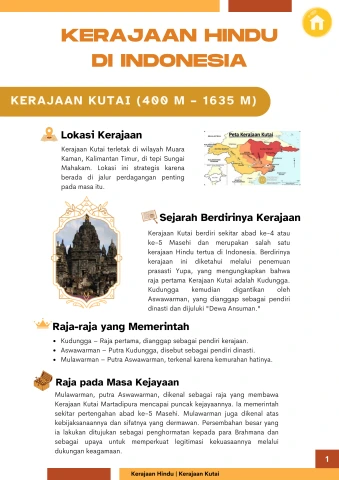 KERAJAAN HINDU
DI INDONESIA
KERAJAAN KUTAI (400 M – 1635 M)
Lokasi Kerajaan
Kerajaan Kutai terletak di wilayah Muara
Kaman, Kalimantan Timur, di tepi Sungai
Mahakam. Lokasi ini strategis karena
berada di jalur perdagangan penting
pada masa itu.
Peta Kerajaan Kutai
Sejarah Berdirinya Kerajaan
Kerajaan Kutai berdiri sekitar abad ke-4 atau
ke-5 Masehi dan merupakan salah satu
kerajaan Hindu tertua di Indonesia. Berdirinya
kerajaan ini diketahui melalui penemuan
prasasti Yupa, yang mengungkapkan bahwa
raja pertama Kerajaan Kutai adalah Kudungga.
Kudungga kemudian digantikan oleh
Aswawarman, yang dianggap sebagai pendiri
dinasti dan dijuluki "Dewa Ansuman."
Raja-raja yang Memerintah
• Kudungga – Raja pertama, dianggap sebagai pendiri kerajaan.
• Aswawarman – Putra Kudungga, disebut sebagai pendiri dinasti.
• Mulawarman – Putra Aswawarman, terkenal karena kemurahan hatinya.
Raja pada Masa Kejayaan
Mulawarman, putra Aswawarman, dikenal sebagai raja yang membawa
Kerajaan Kutai Martadipura mencapai puncak kejayaannya. Ia memerintah
sekitar pertengahan abad ke-5 Masehi. Mulawarman juga dikenal atas
kebijaksanaannya dan sifatnya yang dermawan. Persembahan besar yang
ia lakukan ditujukan sebagai penghormatan kepada para Brahmana dan
sebagai upaya untuk memperkuat legitimasi kekuasaannya melalui
dukungan keagamaan.
1
Kerajaan Hindu | Kerajaan Kutai